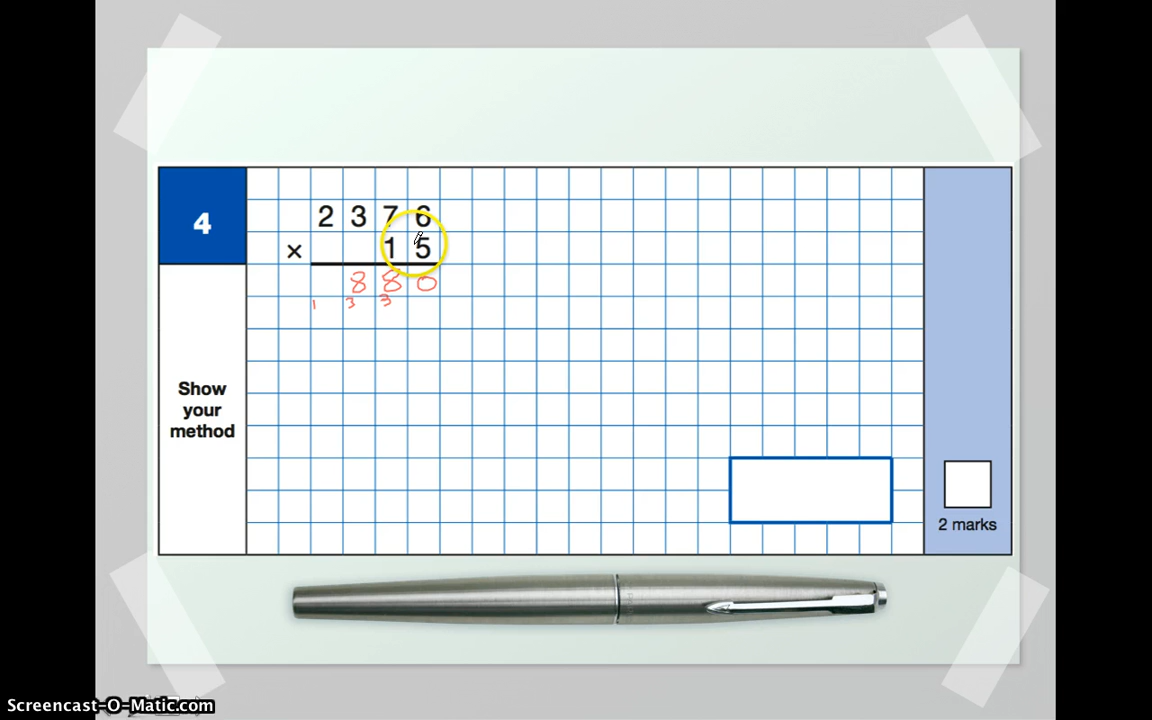 4
2 3 7 6
× 1 5
8 8 0
1 3 3
Show
your
method
2 marks
Screencast-O-Matic.com